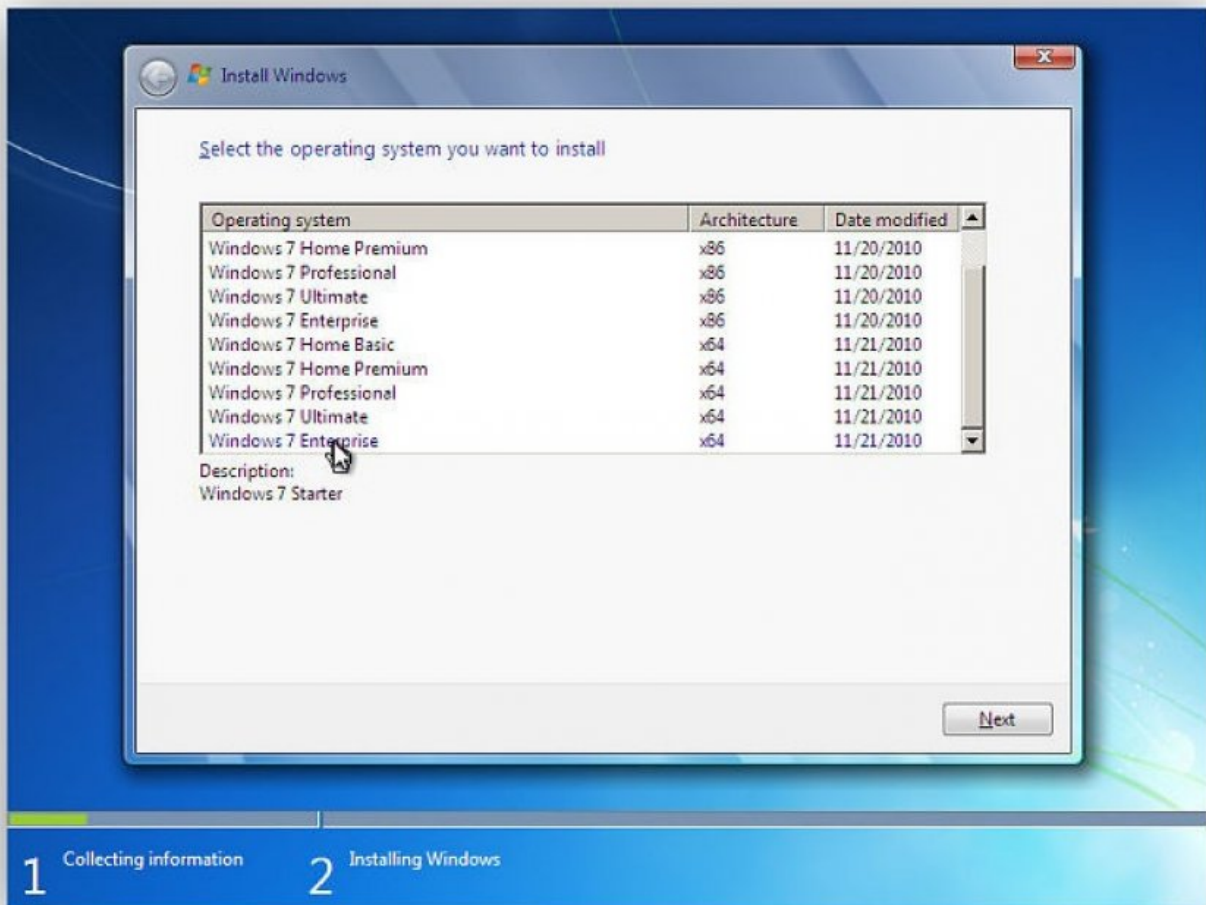 Install Windows
Select the operating system you want to install
Operating system Architecture Date modified
Windows 7 Home Premium x86 11/20/2010
Windows 7 Professional x86 11/20/2010
Windows 7 Ultimate x86 11/20/2010
Windows 7 Enterprise x86 11/20/2010
Windows 7 Home Basic x64 11/21/2010
Windows 7 Home Premium x64 11/21/2010
Windows 7 Professional x64 11/21/2010
Windows 7 Ultimate x64 11/21/2010
Windows 7 Enterprise x64 11/21/2010
Description:
Windows 7 Starter
Next
1 Collecting information 2 Installing Windows